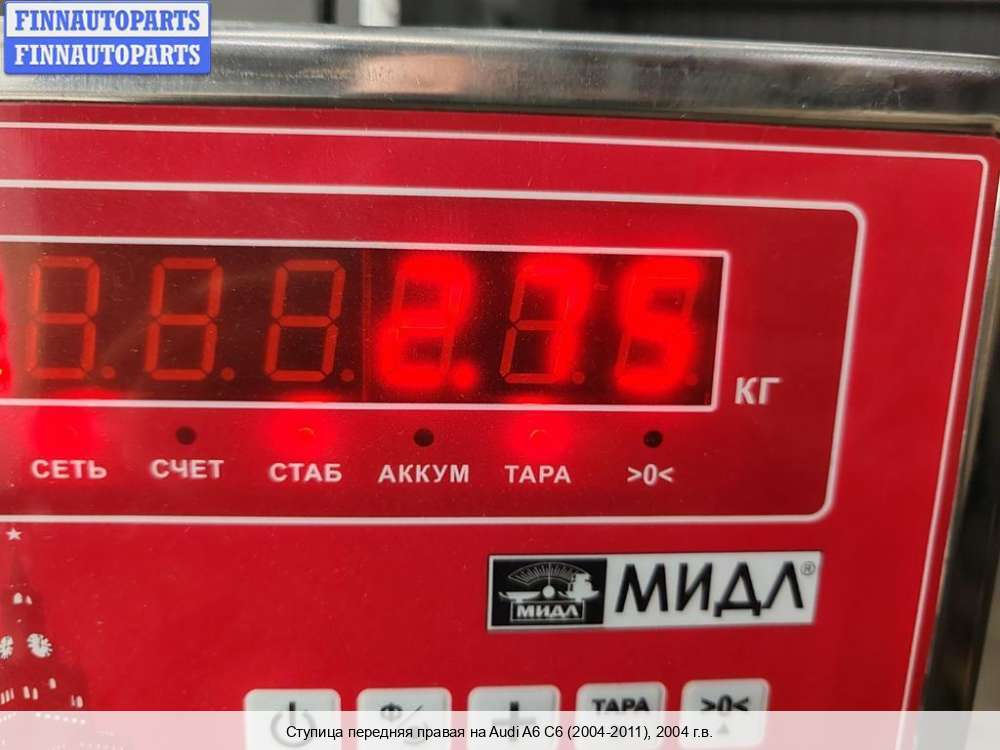 FINNAUTOPARTS
FINNAUTOPARTS
2.75
КГ
СЕТЬ СЧЕТ СТАБ АККУМ ТАРА >0<
МИДЛ МИДЛ®
Ф/ + ТАРА >0<
Ступица передняя правая на Audi A6 C6 (2004-2011), 2004 г.в.